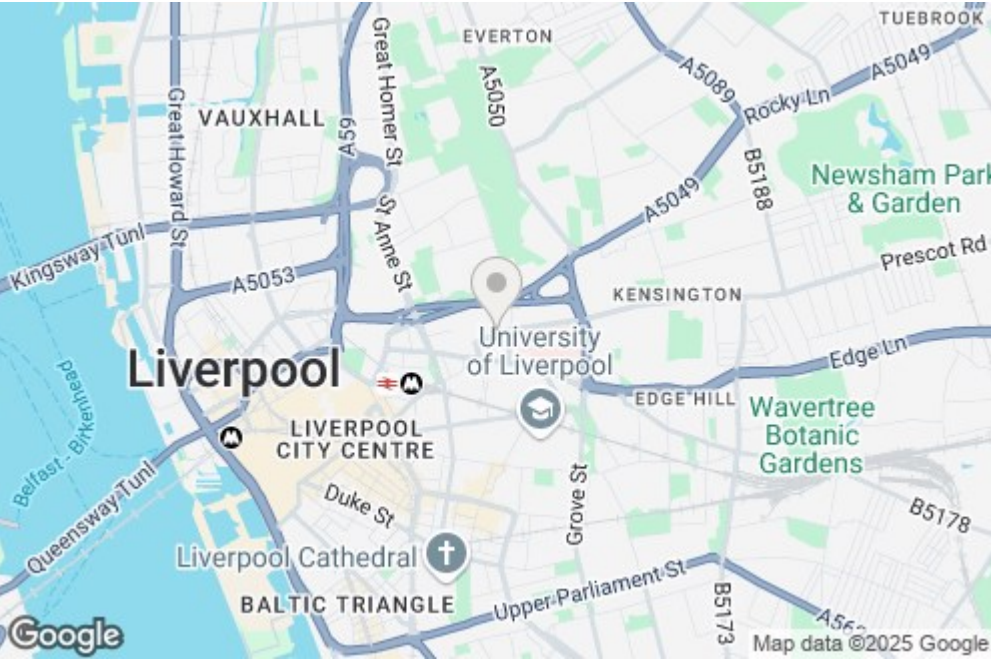 TUEBROOK
EVERTON
Great Homer St
A5050
A5089
A5049
Rocky Ln
Great Howard St
VAUXHALL
A59
B5188
Newsham Park
& Garden
A5049
St Anne St
Kingsway Tunl
A5053
Prescot Rd
KENSINGTON
University
of Liverpool
Liverpool
Edge Ln
EDGE HILL
Belfast - Birkenhead
LIVERPOOL
CITY CENTRE
Wavertree
Botanic
Gardens
Queensway Tunl
Duke St
Grove St
B5178
Liverpool Cathedral
Upper Parliament St
BALTIC TRIANGLE
B5173
Google
Map data ©2025 Google